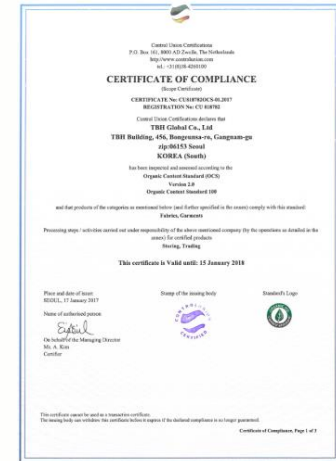 Control Union Certifications
P.O. Box 161, 8000 AD Zwolle, The Netherlands
http://www.controlunion.com
tel.: +31(0)38-4260100
CERTIFICATE OF COMPLIANCE
(Scope Certificate)
CERTIFICATE No: CU818782OCS-01.2017
REGISTRATION No: CU 818782
Control Union Certifications declares that
TBH Global Co., Ltd
TBH Building, 456, Bongeunsa-ro, Gangnam-gu
zip:06153 Seoul
KOREA (South)
has been inspected and assessed according to the
Organic Content Standard (OCS)
Version 2.0
Organic Content Standard 100
and that products of the categories as mentioned below (and further specified in the annex) comply with this standard:
Fabrics, Garments
Processing steps / activities carried out under responsibility of the above mentioned company (by the operations as detailed in the
annex) for certified products
Storing, Trading
This certificate is Valid until: 15 January 2018
Place and date of issue:
SEOUL, 17 January 2017
Stamp of the issuing body
Standard's Logo
Name of authorised person:
On behalf of the Managing Director
Ms. A. Kim
Certifier
CERTIFIED
This certificate cannot be used as a transaction certificate.
The issuing body can withdraw this certificate before it expires if the declared compliance is no longer guaranteed.
Certificate of Compliance, Page 1 of 3